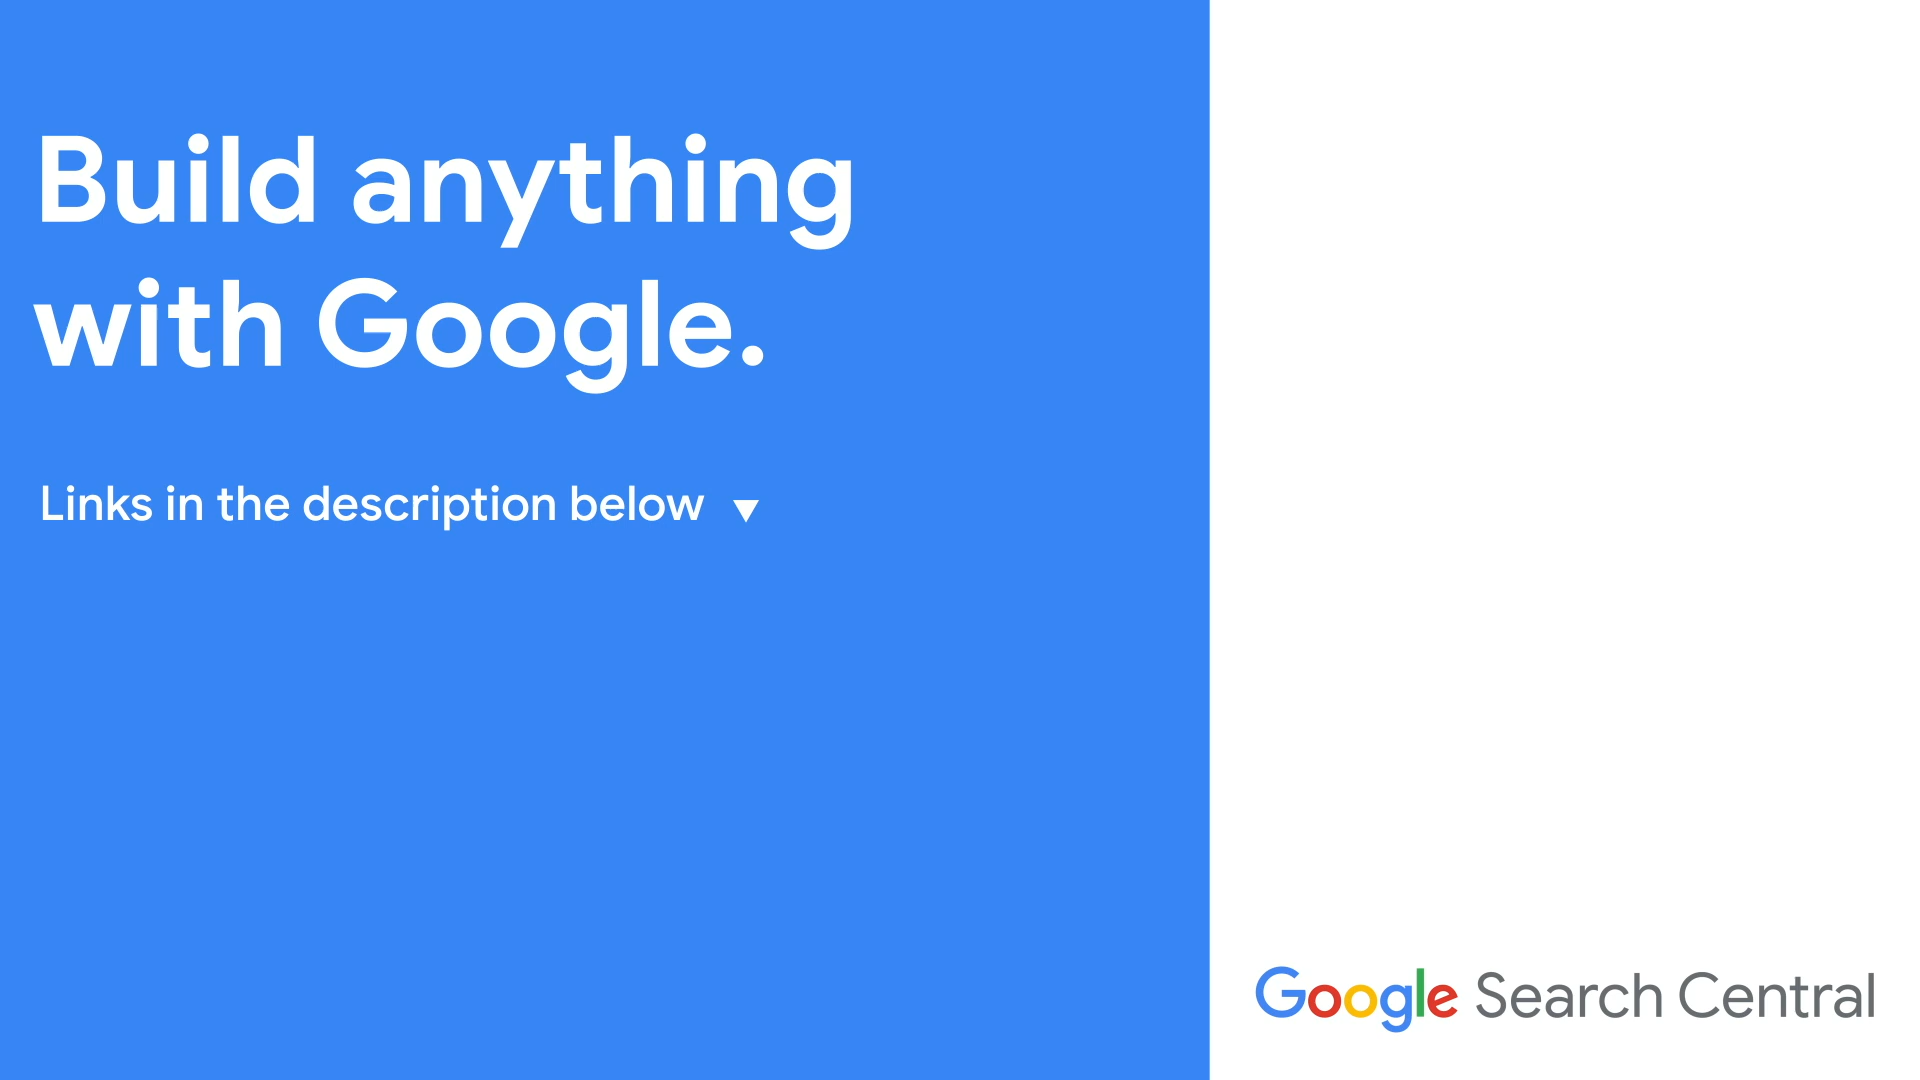 Build anything
with Google.
Links in the description below
Google Search Central